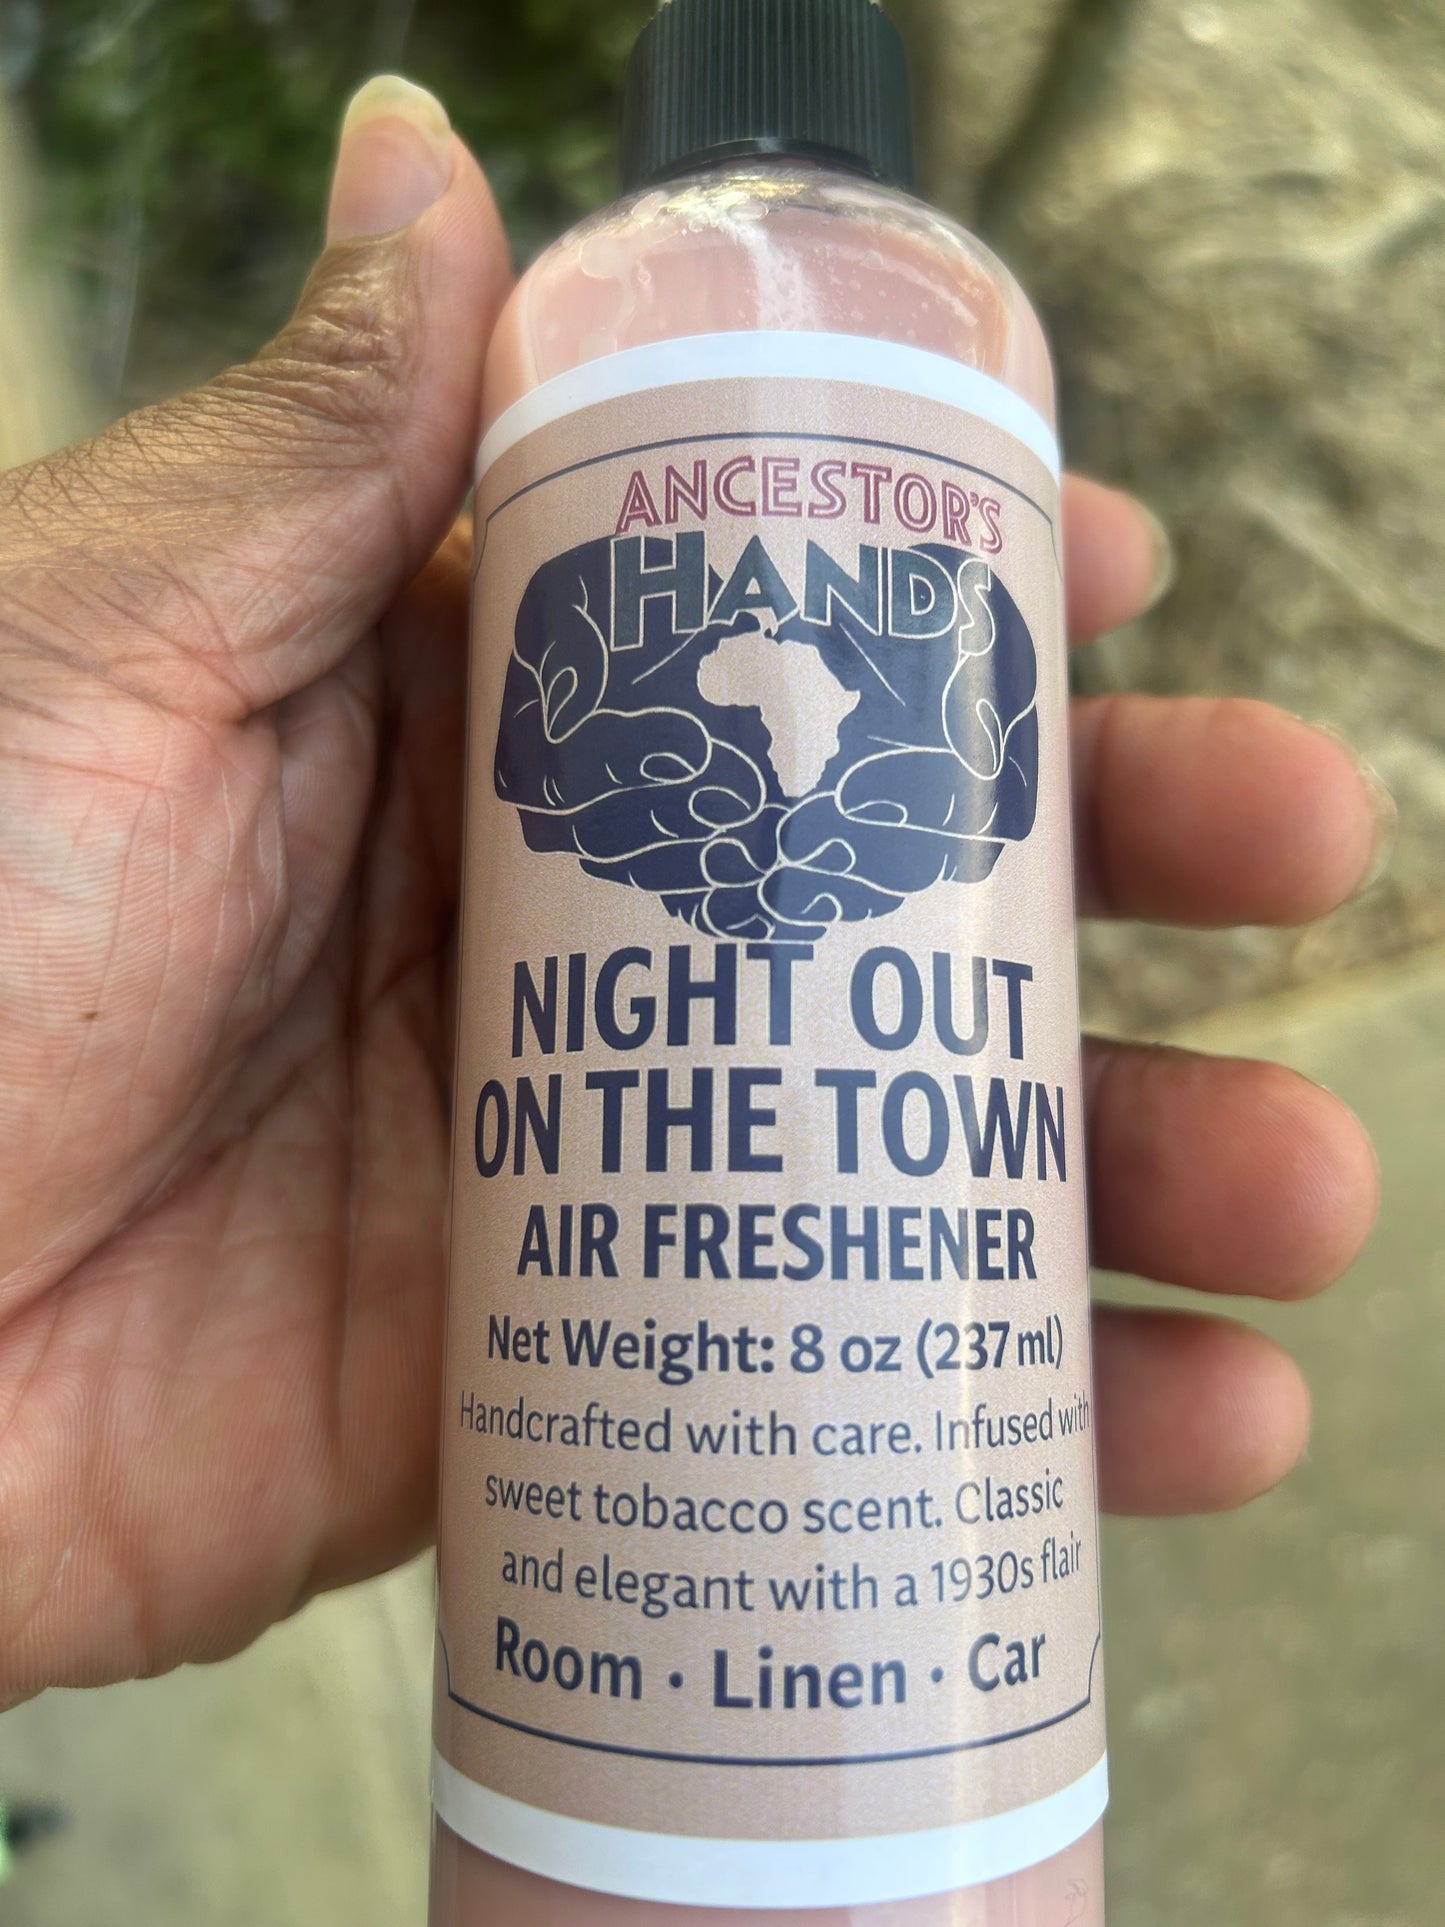 ANCESTOR'S
HANDS
NIGHT OUT
ON THE TOWN
AIR FRESHENER
Net Weight: 8 oz (237 ml)
Handcrafted with care. Infused with
sweet tobacco scent. Classic
and elegant with a 1930s flair
Room • Linen • Car